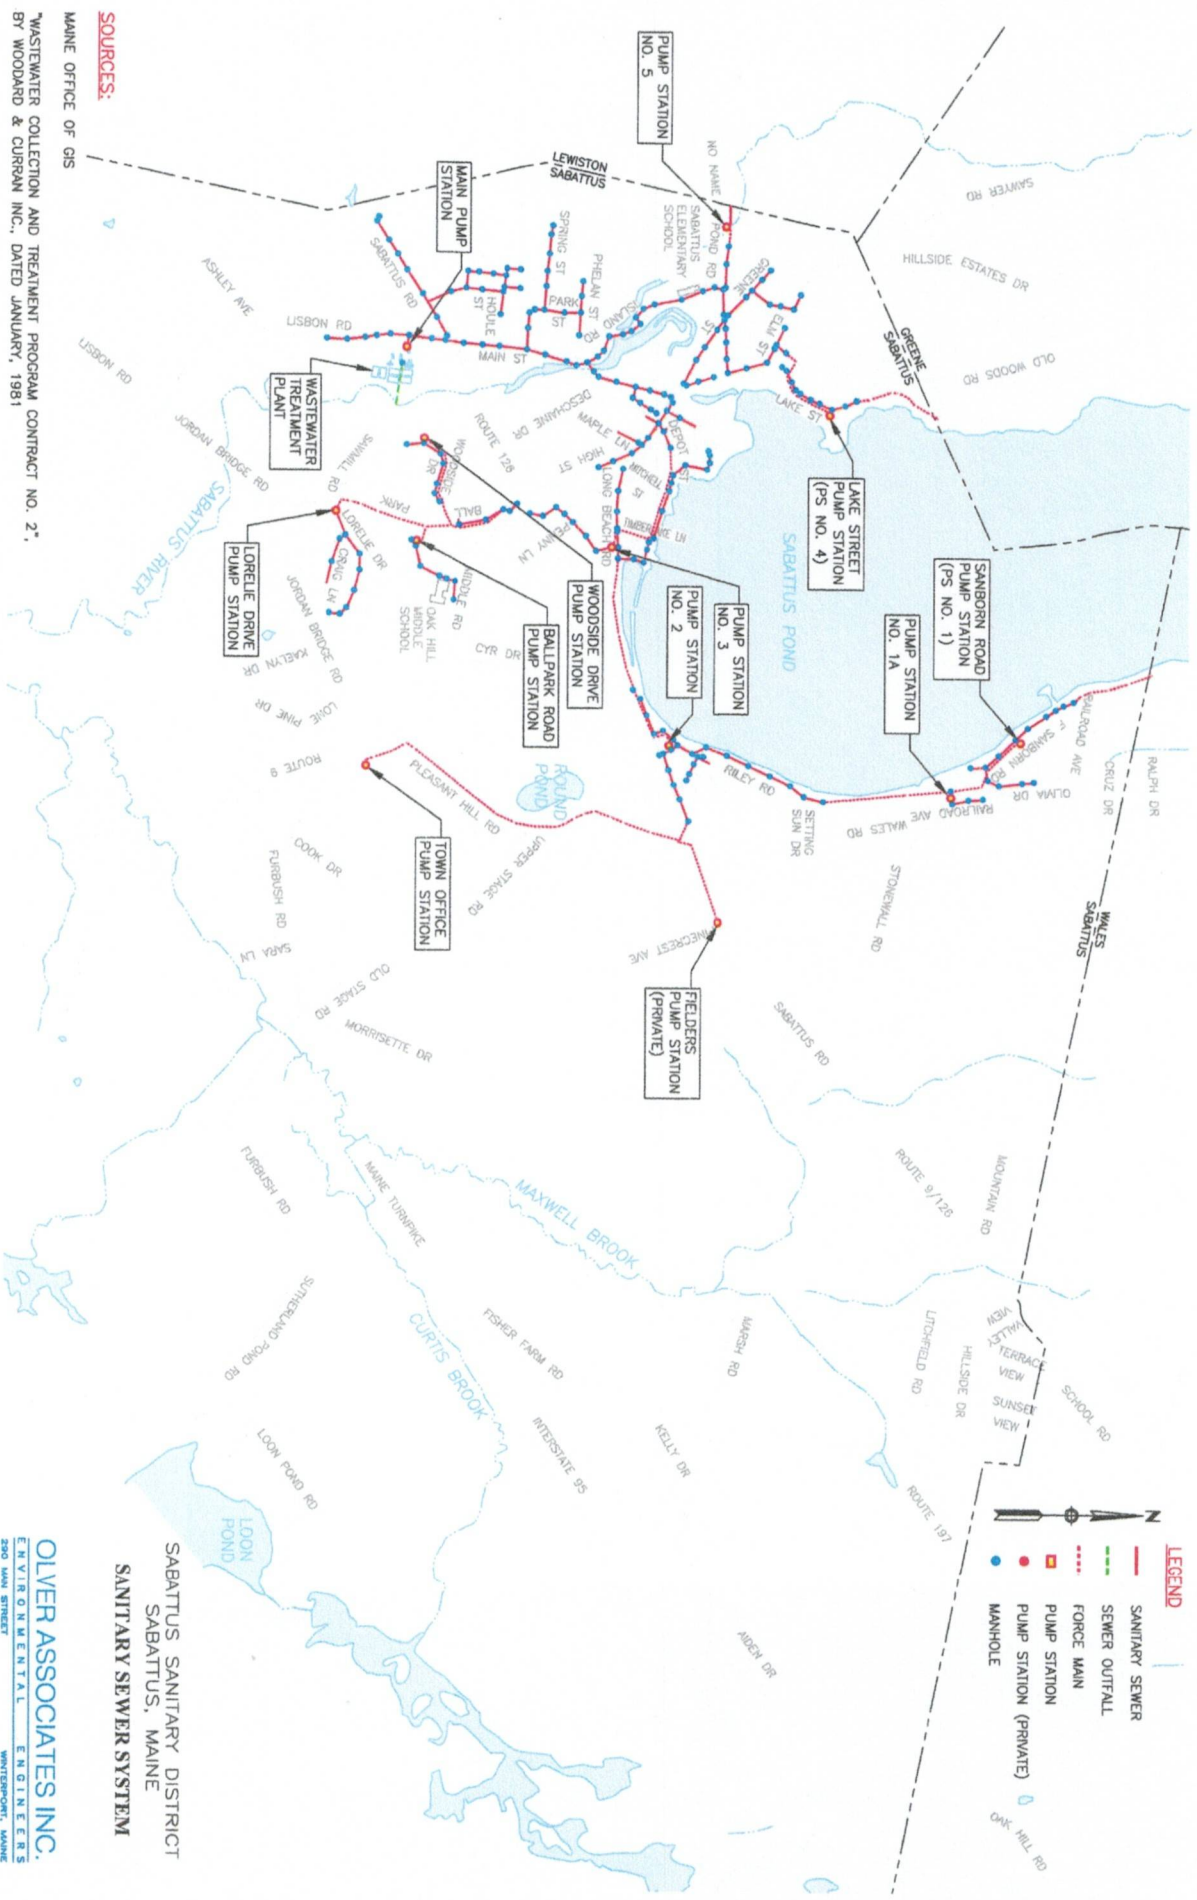 LEGEND
N
SANITARY SEWER
SEWER OUTFALL
FORCE MAIN
PUMP STATION
PUMP STATION (PRIVATE)
MANHOLE
RALPH DR
CRUZ DR
RAILROAD AVE
SANBORN RD
OLIVIA DR
RAILROAD AVE
WALES RD
SETTING
SUN DR
RILEY RD
STONEWALL RD
WALES
SABATTUS
GREENE
SABATTUS
LEWISTON
SABATTUS
SAWYER RD
HILLSIDE ESTATES DR
OLD WOODS RD
SANBORN ROAD
PUMP STATION
(PS NO. 1)
PUMP STATION
NO. 1A
LAKE STREET
PUMP STATION
(PS NO. 4)
PUMP STATION
NO. 3
PUMP STATION
NO. 2
PUMP STATION
NO. 5
MAIN PUMP
STATION
WASTEWATER
TREATMENT
PLANT
WOODSIDE DRIVE
PUMP STATION
BALLPARK ROAD
PUMP STATION
LORELIE DRIVE
PUMP STATION
TOWN OFFICE
PUMP STATION
FIELDERS
PUMP STATION
(PRIVATE)
SABATTUS POND
LAKE ST
NO NAME POND RD
SABATTUS
ELEMENTARY
SCHOOL
GREENE ST
ELM ST
ISLAND RD
SPRING ST
PHELAN ST
PARK
ST
HOULE
ST
MAIN ST
SABATTUS RD
LISBON RD
ASHLEY AVE
LISBON RD
JORDAN BRIDGE RD
SABATTUS RIVER
SAWMILL RD
ROUTE 126
DESCHAINE DR
MAPLE LN
HIGH ST
DEPOT ST
MITCHELL
ST
LONG BEACH RD
WOODSIDE
DR
BALL PARK
PENNY LN
LORELIE DR
CRAIG LN
MIDDLE RD
OAK HILL
MIDDLE
SCHOOL
CYR DR
JORDAN BRIDGE RD
KAELYN DR
LOVE PINE DR
ROUTE 9
PLEASANT HILL RD
ROUND
POND
UPPER STAGE RD
COOK DR
FURBUSH RD
SARA LN
OLD STAGE RD
MORRISETTE DR
SABATTUS RD
ROUTE 9/126
MOUNTAIN RD
MAXWELL BROOK
MAINE TURNPIKE
FURBUSH RD
SUTHERLAND POND RD
CURTIS BROOK
FISHER FARM RD
MARSH RD
LITCHFIELD RD
HILLSIDE DR
VALLEY
VIEW
TERRACE
VIEW
SUNSET
VIEW
SCHOOL RD
KELLY DR
INTERSTATE 95
ROUTE 197
LOON POND RD
LOON
POND
AIDEN DR
OAK HILL RD
SOURCES:
MAINE OFFICE OF GIS
"WASTEWATER COLLECTION AND TREATMENT PROGRAM CONTRACT NO. 2",
BY WOODARD & CURRAN INC., DATED JANUARY, 1981
SABATTUS SANITARY DISTRICT
SABATTUS, MAINE
SANITARY SEWER SYSTEM
OLVER ASSOCIATES INC.
ENVIRONMENTAL ENGINEERS
290 MAIN STREET WINTERPORT, MAINE